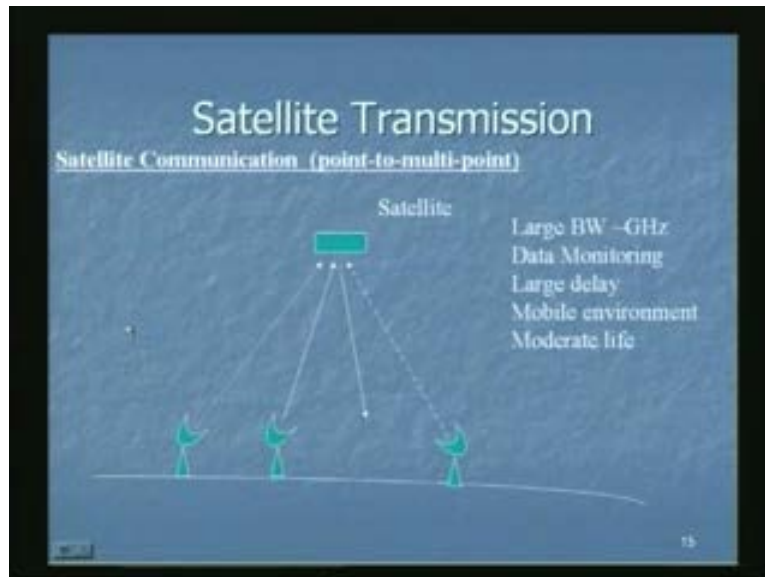 Satellite Transmission
Satellite Communication (point-to-multi-point)
Satellite
Large BW –GHz
Data Monitoring
Large delay
Mobile environment
Moderate life
15